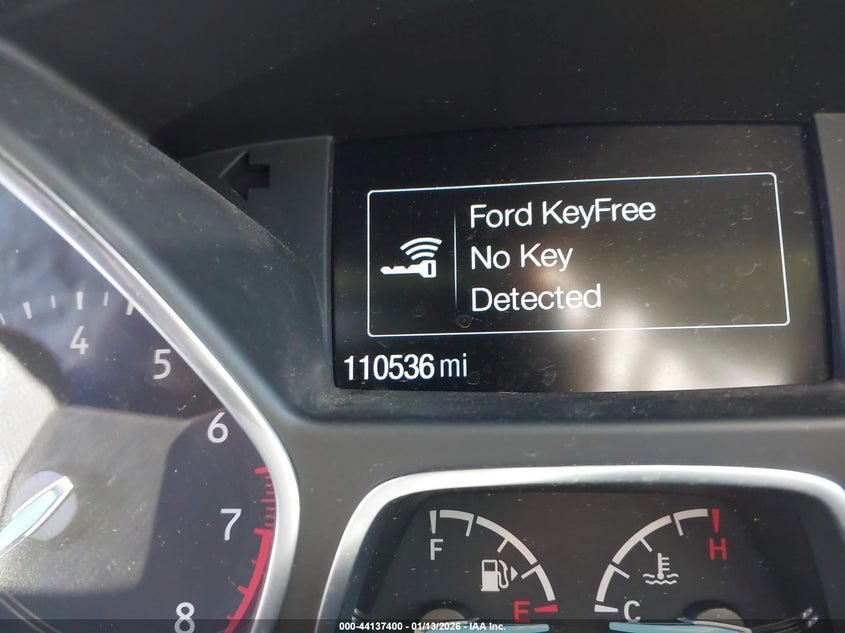 Ford KeyFree
No Key
Detected
110536 mi
4
5
6
7
8
F
E
H
C
000-44137400 - 01/13/2026 - IAA Inc.